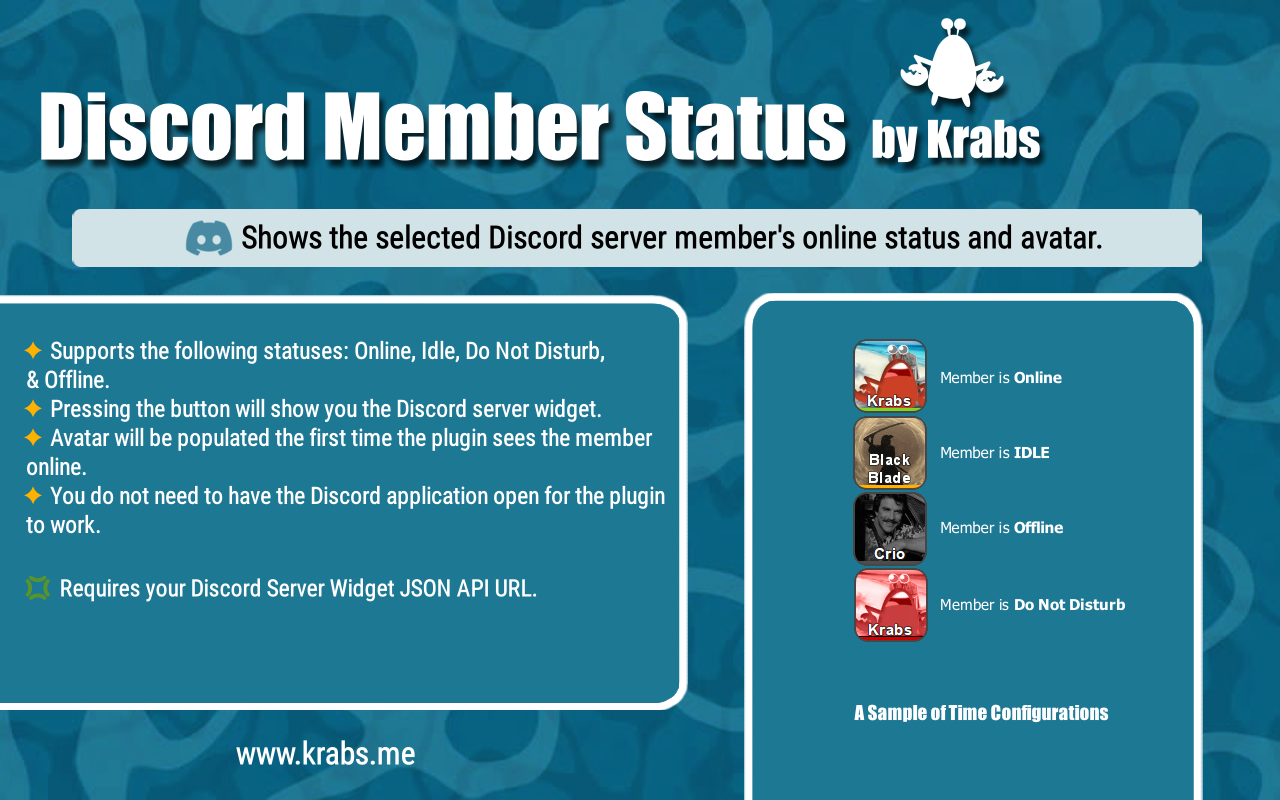 Discord Member Status by Krabs
Shows the selected Discord server member's online status and avatar.
✦ Supports the following statuses: Online, Idle, Do Not Disturb,
& Offline.
✦ Pressing the button will show you the Discord server widget.
✦ Avatar will be populated the first time the plugin sees the member
online.
✦ You do not need to have the Discord application open for the plugin
to work.
Requires your Discord Server Widget JSON API URL.
www.krabs.me
Krabs
Member is Online
Black
Blade
Member is IDLE
Crio
Member is Offline
Krabs
Member is Do Not Disturb
A Sample of Time Configurations